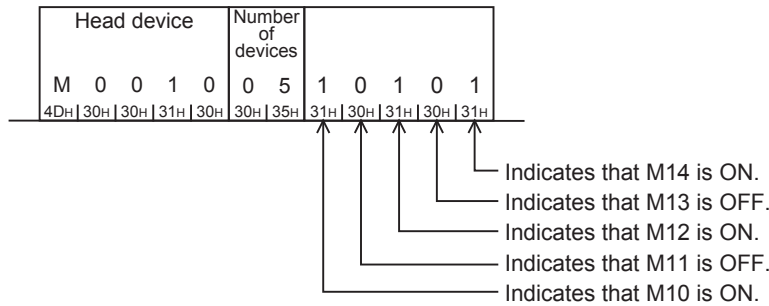 Head device
Number
of
devices
M 0 0 1 0 0 5 1 0 1 0 1
4DH 30H 30H 31H 30H 30H 35H 31H 30H 31H 30H 31H
Indicates that M14 is ON.
Indicates that M13 is OFF.
Indicates that M12 is ON.
Indicates that M11 is OFF.
Indicates that M10 is ON.